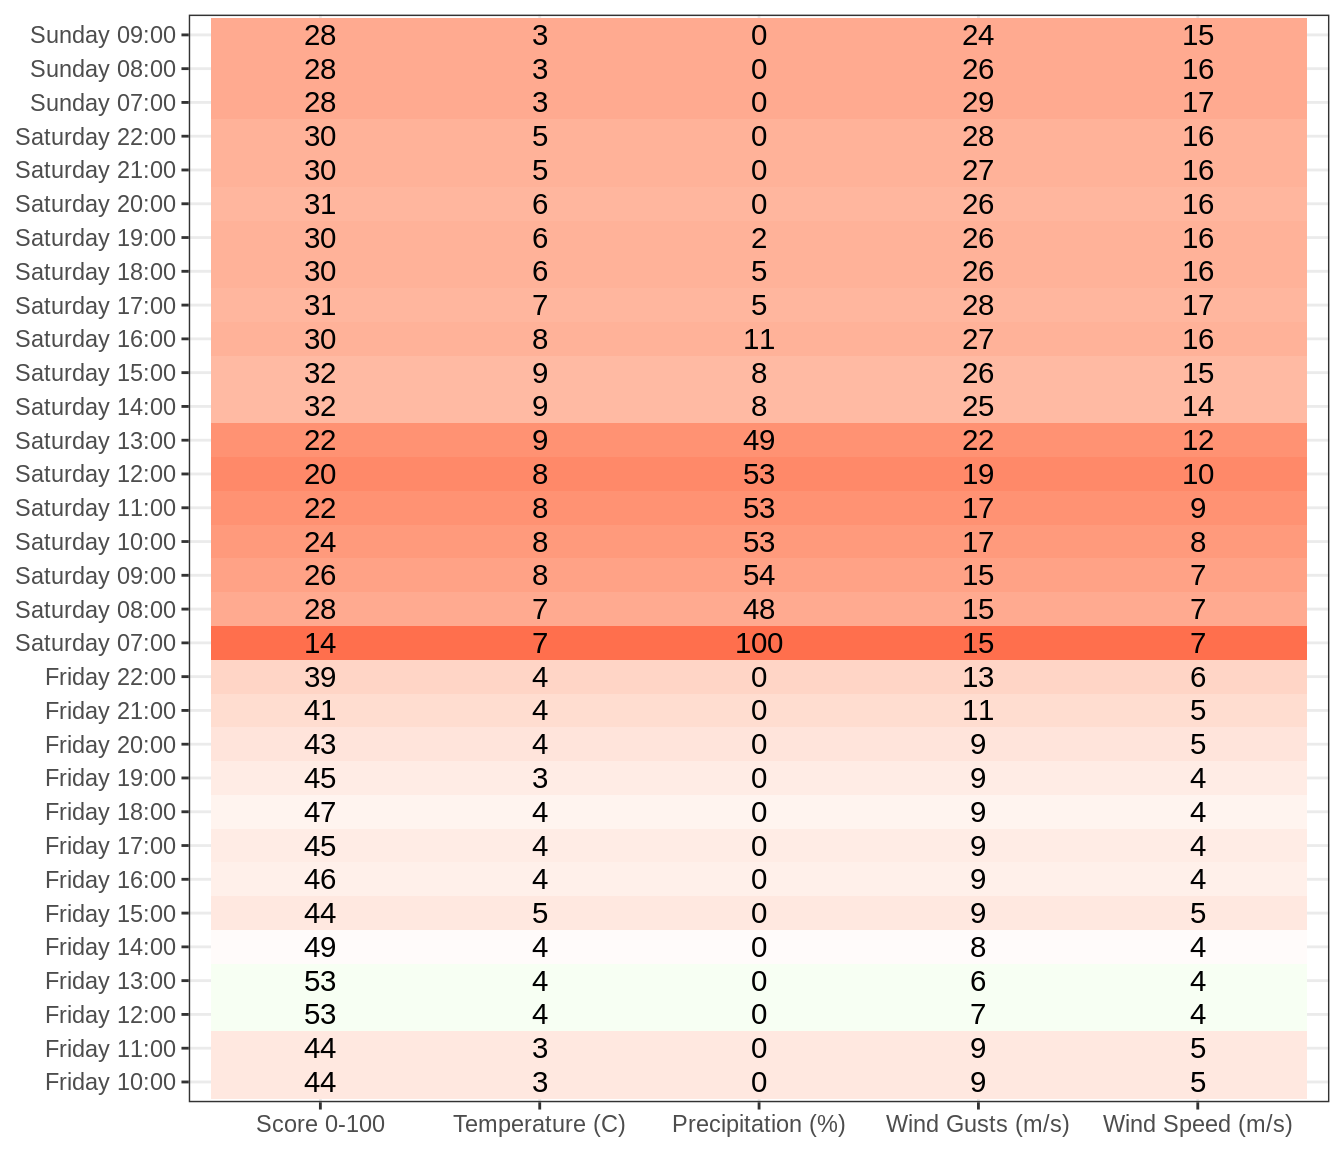 Sunday 09:00 28 3 0 24 15
Sunday 08:00 28 3 0 26 16
Sunday 07:00 28 3 0 29 17
Saturday 22:00 30 5 0 28 16
Saturday 21:00 30 5 0 27 16
Saturday 20:00 31 6 0 26 16
Saturday 19:00 30 6 2 26 16
Saturday 18:00 30 6 5 26 16
Saturday 17:00 31 7 5 28 17
Saturday 16:00 30 8 11 27 16
Saturday 15:00 32 9 8 26 15
Saturday 14:00 32 9 8 25 14
Saturday 13:00 22 9 49 22 12
Saturday 12:00 20 8 53 19 10
Saturday 11:00 22 8 53 17 9
Saturday 10:00 24 8 53 17 8
Saturday 09:00 26 8 54 15 7
Saturday 08:00 28 7 48 15 7
Saturday 07:00 14 7 100 15 7
Friday 22:00 39 4 0 13 6
Friday 21:00 41 4 0 11 5
Friday 20:00 43 4 0 9 5
Friday 19:00 45 3 0 9 4
Friday 18:00 47 4 0 9 4
Friday 17:00 45 4 0 9 4
Friday 16:00 46 4 0 9 4
Friday 15:00 44 5 0 9 5
Friday 14:00 49 4 0 8 4
Friday 13:00 53 4 0 6 4
Friday 12:00 53 4 0 7 4
Friday 11:00 44 3 0 9 5
Friday 10:00 44 3 0 9 5
Score 0-100 Temperature (C) Precipitation (%) Wind Gusts (m/s) Wind Speed (m/s)